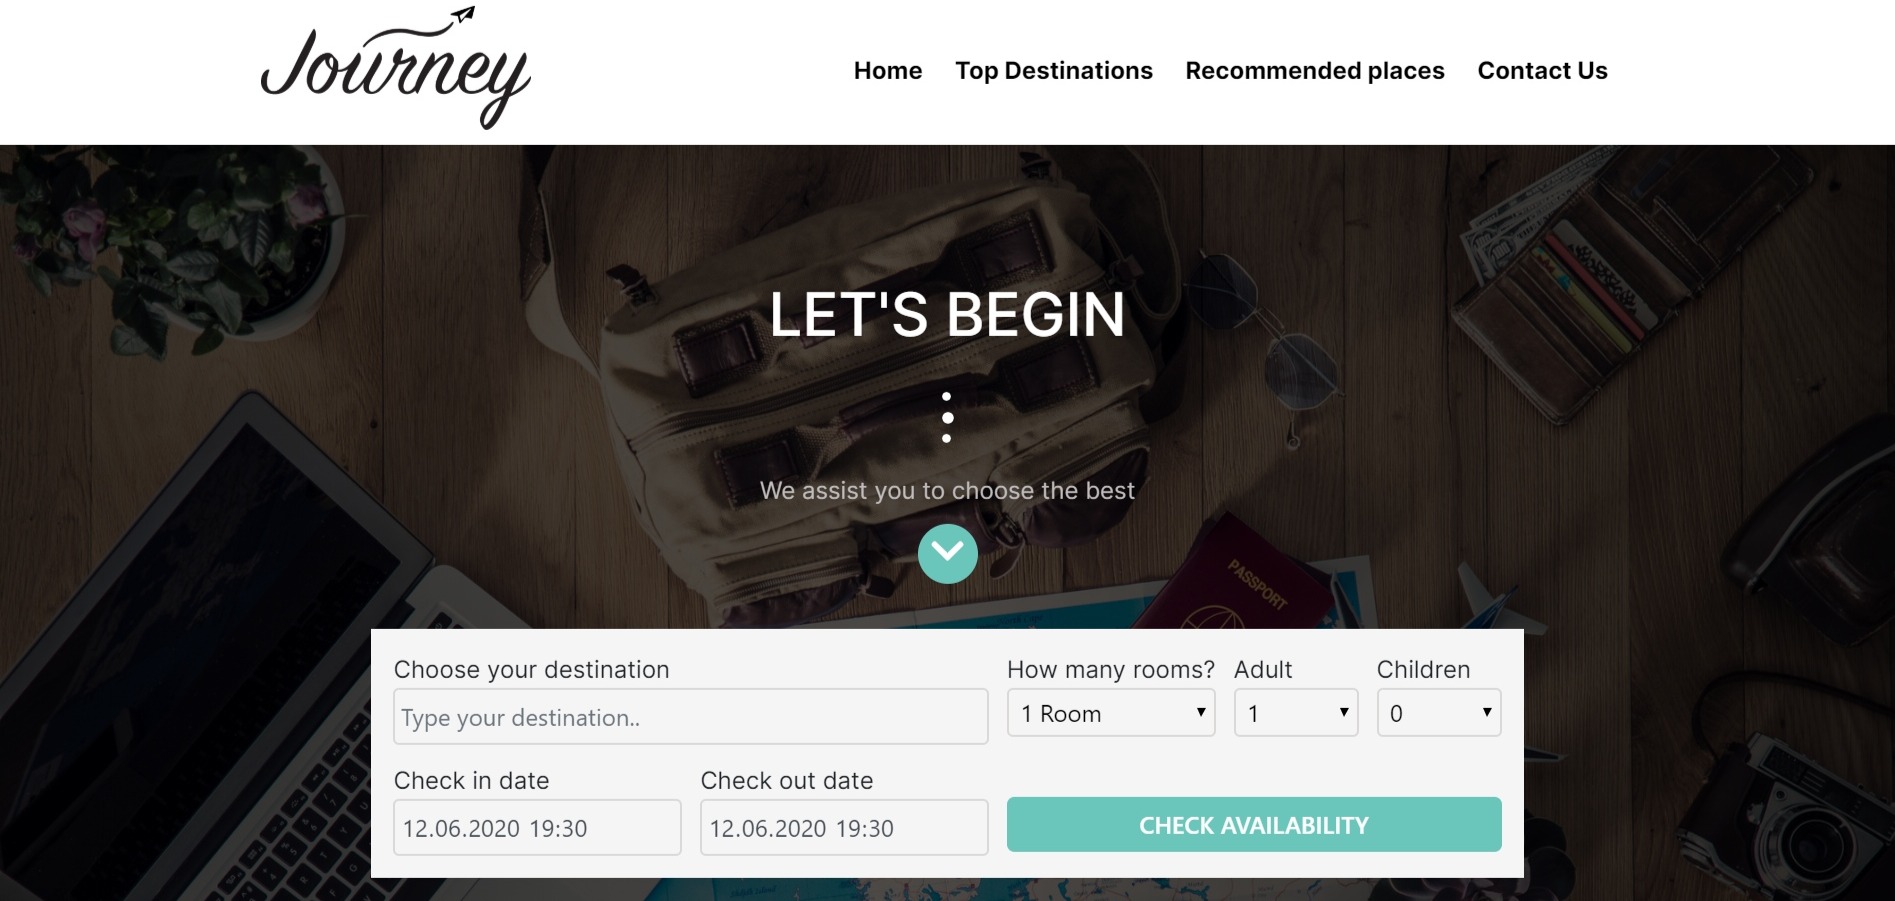 Journey
Home Top Destinations Recommended places Contact Us
LET'S BEGIN
We assist you to choose the best
PASSPORT
Choose your destination How many rooms? Adult Children
Type your destination.. 1 Room 1 0
Check in date Check out date
12.06.2020 19:30 12.06.2020 19:30 CHECK AVAILABILITY